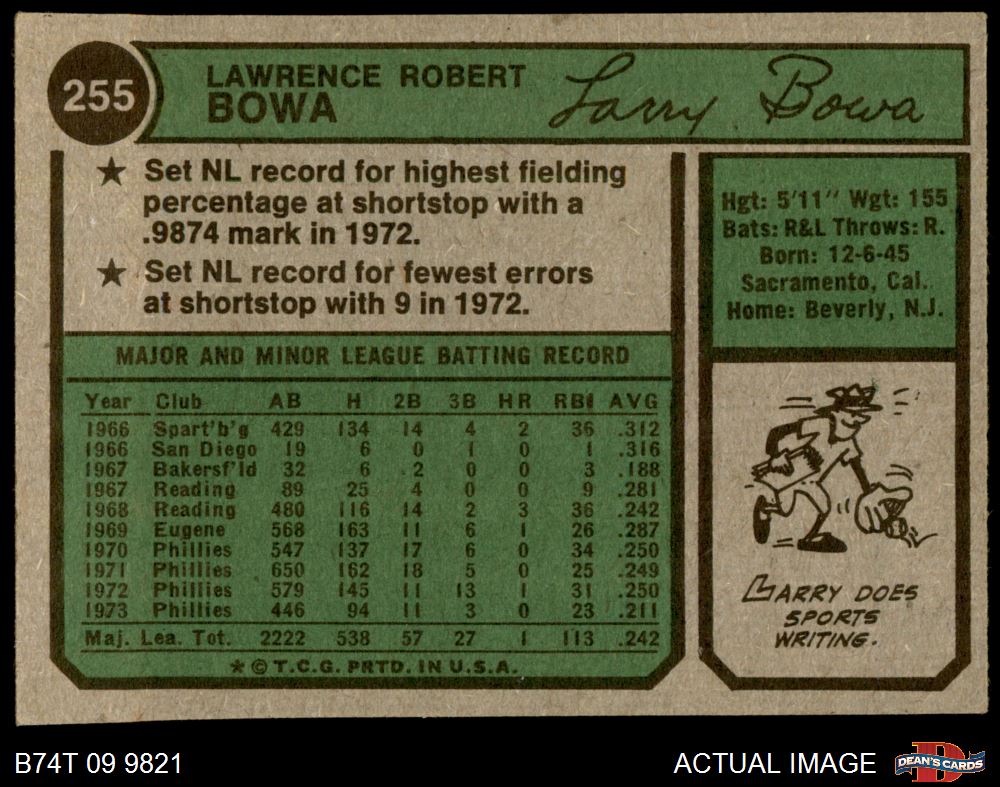 255
LAWRENCE ROBERT
BOWA
Larry Bowa
★ Set NL record for highest fielding
percentage at shortstop with a
.9874 mark in 1972.
★ Set NL record for fewest errors
at shortstop with 9 in 1972.
Hgt: 5'11" Wgt: 155
Bats: R&L Throws: R.
Born: 12-6-45
Sacramento, Cal.
Home: Beverly, N.J.
MAJOR AND MINOR LEAGUE BATTING RECORD
Year Club AB H 2B 3B HR RBI AVG
1966 Spart'b'g 429 134 14 4 2 36 .312
1966 San Diego 19 6 0 1 0 1 .316
1967 Bakersf'ld 32 6 2 0 0 3 .188
1967 Reading 89 25 4 0 0 9 .281
1968 Reading 480 116 14 2 3 36 .242
1969 Eugene 568 163 11 6 1 26 .287
1970 Phillies 547 137 17 6 0 34 .250
1971 Phillies 650 162 18 5 0 25 .249
1972 Phillies 579 145 11 13 1 31 .250
1973 Phillies 446 94 11 3 0 23 .211
Maj. Lea. Tot. 2222 538 57 27 1 113 .242
★ © T.C.G. PRTD. IN U.S.A.
LARRY DOES
SPORTS
WRITING.
B74T 09 9821
ACTUAL IMAGE
D
DEAN'S CARDS